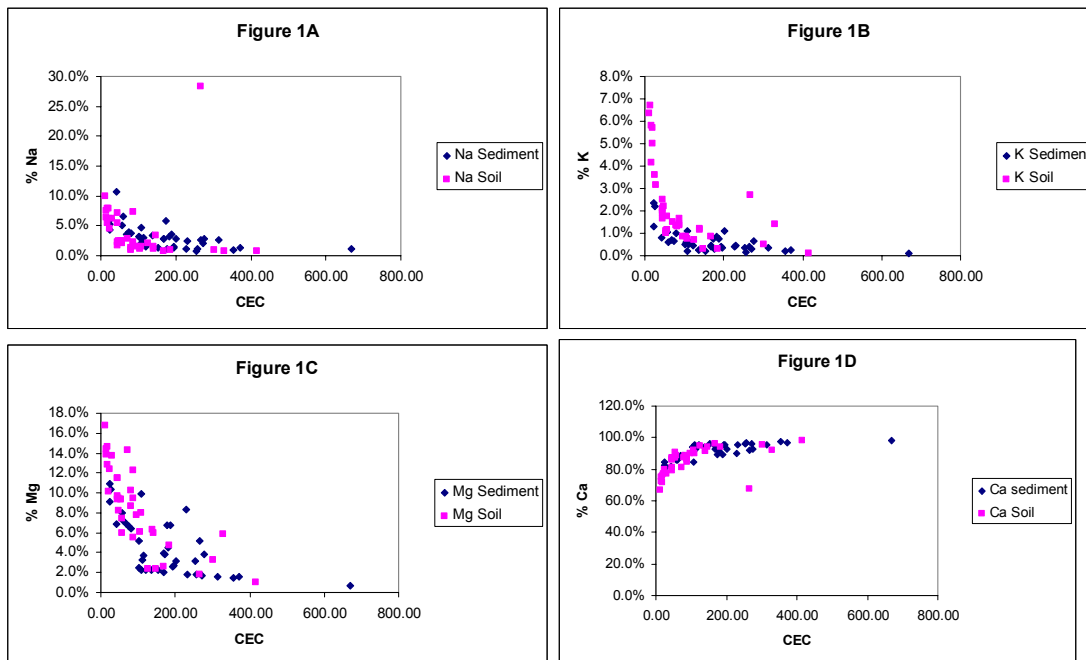 Figure 1A
30.0%
25.0%
20.0%
15.0%
10.0%
5.0%
0.0%
% Na
0.00 200.00 400.00 600.00 800.00
CEC
Na Sediment
Na Soil
Figure 1B
8.0%
7.0%
6.0%
5.0%
4.0%
3.0%
2.0%
1.0%
0.0%
% K
0.00 200.00 400.00 600.00 800.00
CEC
K Sediment
K Soil
Figure 1C
18.0%
16.0%
14.0%
12.0%
10.0%
8.0%
6.0%
4.0%
2.0%
0.0%
% Mg
0.00 200.00 400.00 600.00 800.00
CEC
Mg Sediment
Mg Soil
Figure 1D
120.0%
100.0%
80.0%
60.0%
40.0%
20.0%
0.0%
% Ca
0.00 200.00 400.00 600.00 800.00
CEC
Ca sediment
Ca Soil